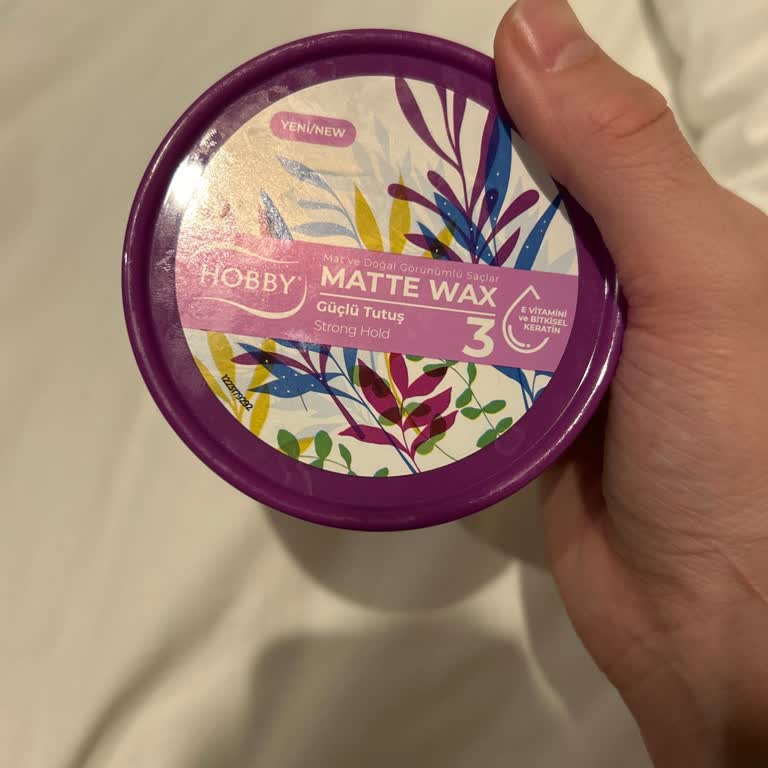 YENİ/NEW
HOBBY®
Mat ve Doğal Görünümlü Saçlar
MATTE WAX
Güçlü Tutuş
Strong Hold
3
E VİTAMİNİ
ve BİTKİSEL
KERATİN